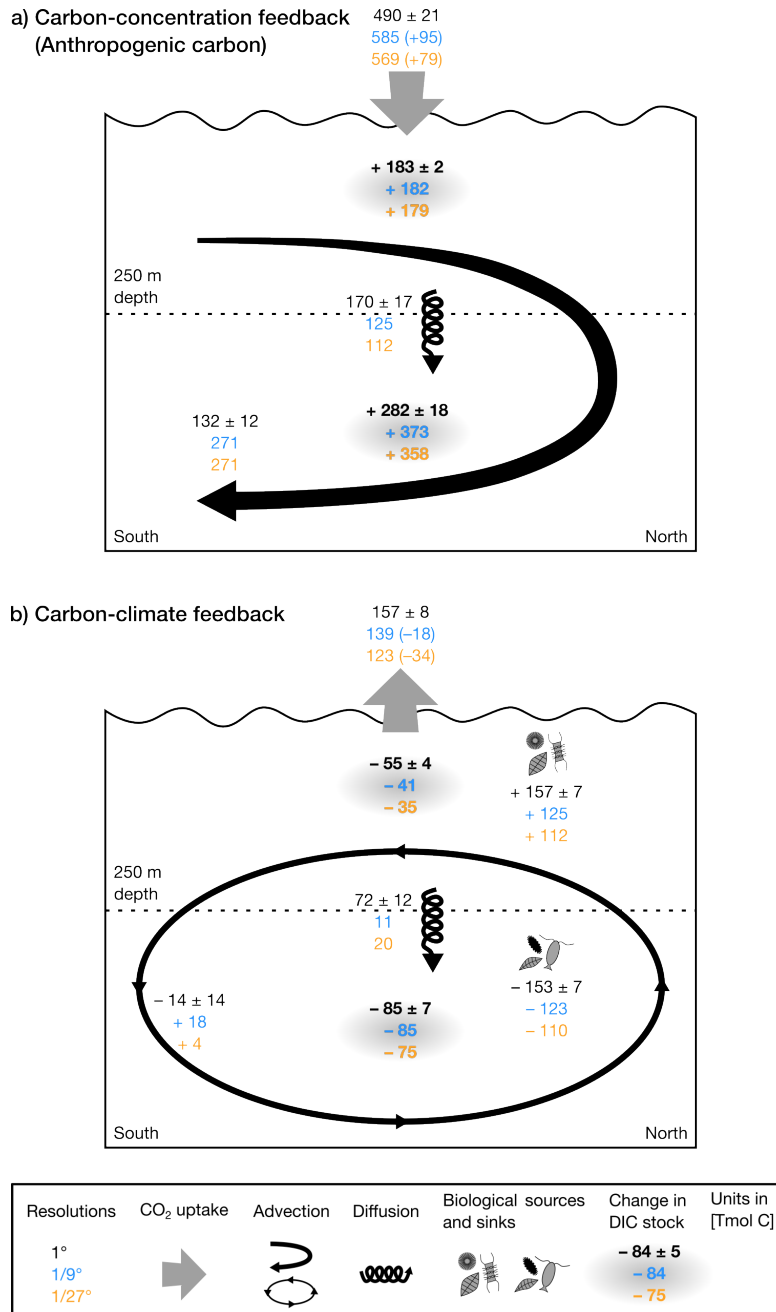 a) Carbon-concentration feedback
(Anthropogenic carbon)
490 ± 21
585 (+95)
569 (+79)
+ 183 ± 2
+ 182
+ 179
250 m
depth
170 ± 17
125
112
+ 282 ± 18
+ 373
+ 358
132 ± 12
271
271
South
North
b) Carbon-climate feedback
157 ± 8
139 (–18)
123 (–34)
– 55 ± 4
– 41
– 35
+ 157 ± 7
+ 125
+ 112
250 m
depth
72 ± 12
11
20
– 14 ± 14
+ 18
+ 4
– 85 ± 7
– 85
– 75
– 153 ± 7
– 123
– 110
South
North
Resolutions
1°
1/9°
1/27°
CO₂ uptake
Advection
Diffusion
Biological sources
and sinks
Change in
DIC stock
– 84 ± 5
– 84
– 75
Units in
[Tmol C]